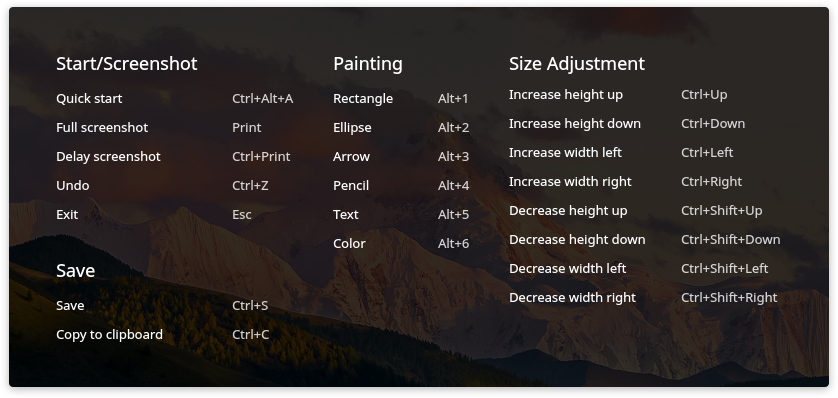 Start/Screenshot
Quick start Ctrl+Alt+A
Full screenshot Print
Delay screenshot Ctrl+Print
Undo Ctrl+Z
Exit Esc
Save
Save Ctrl+S
Copy to clipboard Ctrl+C
Painting
Rectangle Alt+1
Ellipse Alt+2
Arrow Alt+3
Pencil Alt+4
Text Alt+5
Color Alt+6
Size Adjustment
Increase height up Ctrl+Up
Increase height down Ctrl+Down
Increase width left Ctrl+Left
Increase width right Ctrl+Right
Decrease height up Ctrl+Shift+Up
Decrease height down Ctrl+Shift+Down
Decrease width left Ctrl+Shift+Left
Decrease width right Ctrl+Shift+Right